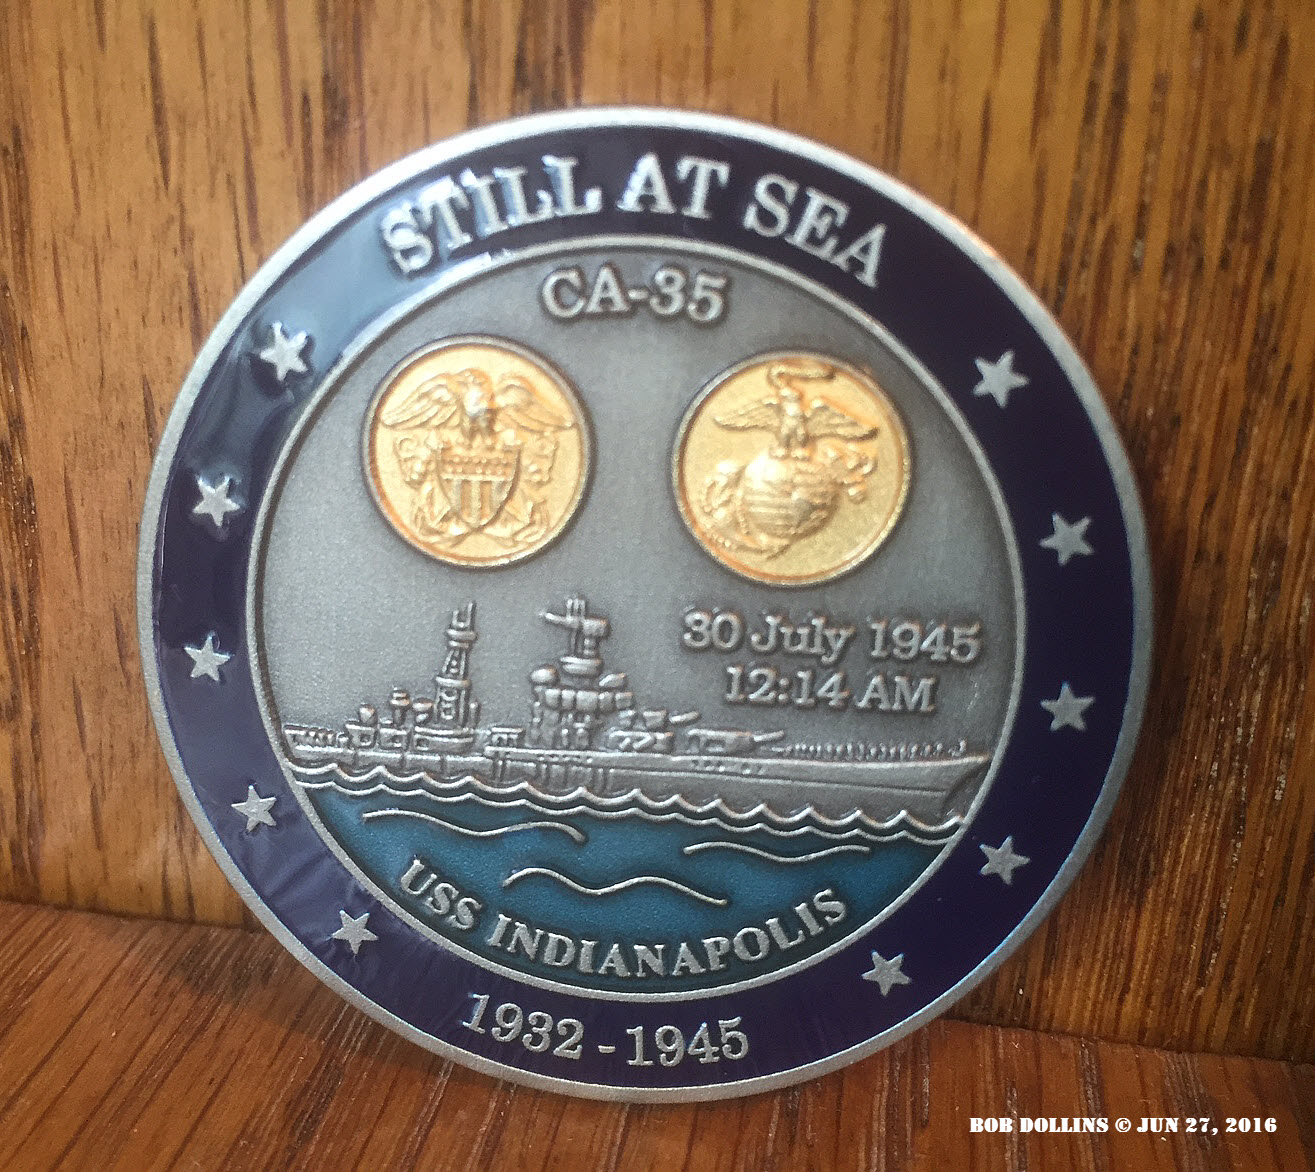 STILL AT SEA
CA-35
30 July 1945
12:14 AM
USS INDIANAPOLIS
1932 - 1945
BOB DOLLINS © JUN 27, 2016